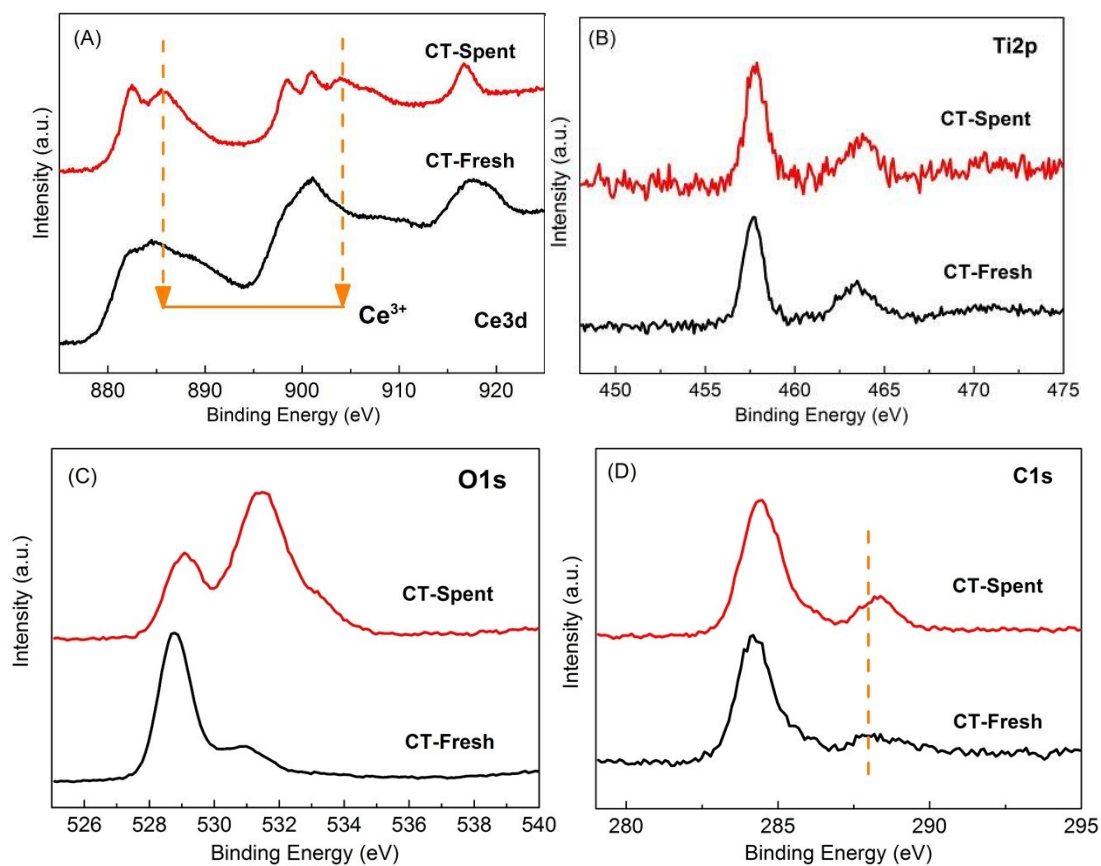 (A)
CT-Spent
CT-Fresh
Ce³⁺
Ce3d
Intensity (a.u.)
880 890 900 910 920
Binding Energy (eV)
(B)
Ti2p
CT-Spent
CT-Fresh
Intensity (a.u.)
450 455 460 465 470 475
Binding Energy (eV)
(C)
O1s
CT-Spent
CT-Fresh
Intensity (a.u.)
526 528 530 532 534 536 538 540
Binding Energy (eV)
(D)
C1s
CT-Spent
CT-Fresh
Intensity (a.u.)
280 285 290 295
Binding Energy (eV)